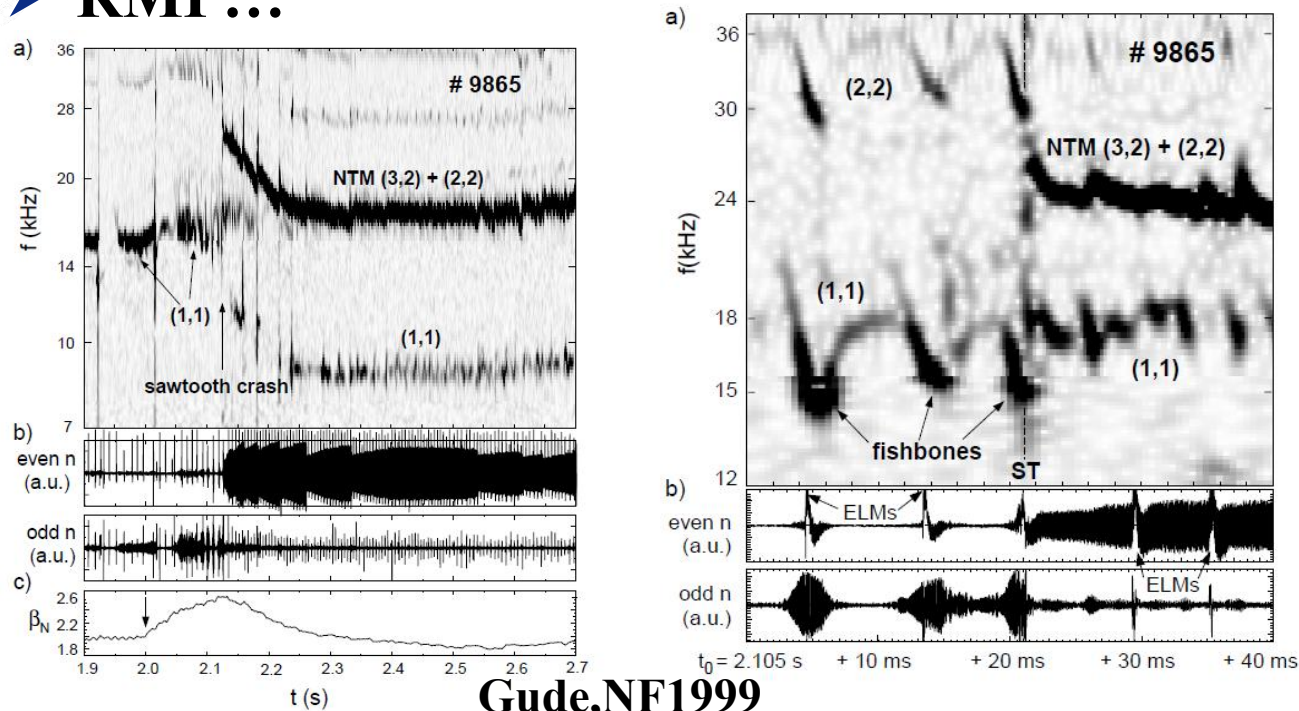 ➤ RMP…
a)
36
28
20
14
10
7
f (kHz)
# 9865
NTM (3,2) + (2,2)
(1,1)
(1,1)
sawtooth crash
b)
even n
(a.u.)
odd n
(a.u.)
c)
βN
2.6
2.2
1.8
1.9 2.0 2.1 2.2 2.3 2.4 2.5 2.6 2.7
t (s)
a)
36
30
24
18
15
12
f(kHz)
# 9865
(2,2)
NTM (3,2) + (2,2)
(1,1)
(1,1)
fishbones
ST
b)
even n
(a.u.)
ELMs
ELMs
odd n
(a.u.)
t0 = 2.105 s + 10 ms + 20 ms + 30 ms + 40 ms
Gude,NF1999